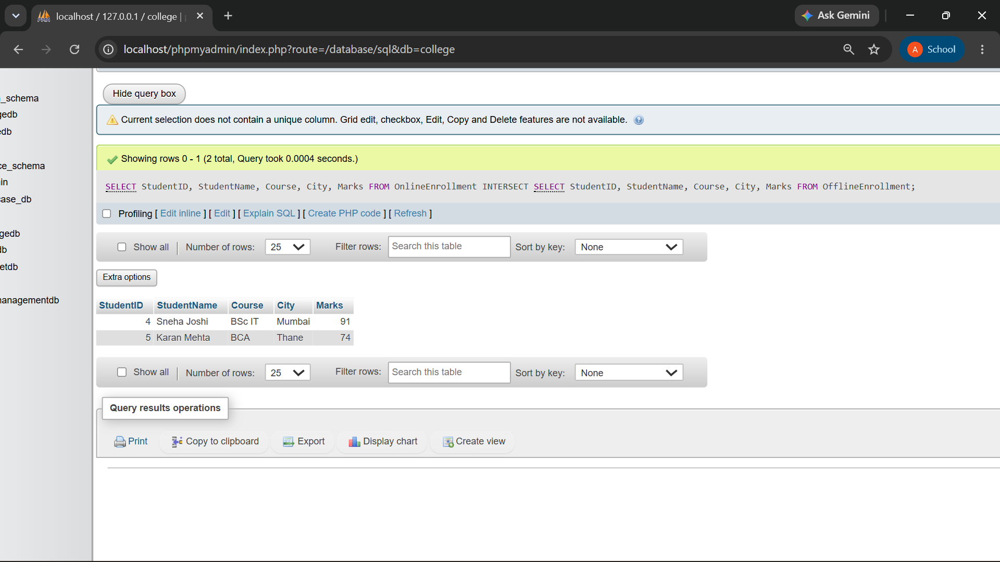 localhost / 127.0.0.1 / college |
Ask Gemini
localhost/phpmyadmin/index.php?route=/database/sql&db=college
A School
_schema
gedb
edb
ce_schema
in
case_db
gedb
db
etdb
managementdb
Hide query box
Current selection does not contain a unique column. Grid edit, checkbox, Edit, Copy and Delete features are not available.
Showing rows 0 - 1 (2 total, Query took 0.0004 seconds.)
SELECT StudentID, StudentName, Course, City, Marks FROM OnlineEnrollment INTERSECT SELECT StudentID, StudentName, Course, City, Marks FROM OfflineEnrollment;
Profiling [ Edit inline ] [ Edit ] [ Explain SQL ] [ Create PHP code ] [ Refresh ]
Show all | Number of rows: 25 Filter rows: Search this table Sort by key: None
Extra options
StudentID StudentName Course City Marks
4 Sneha Joshi BSc IT Mumbai 91
5 Karan Mehta BCA Thane 74
Show all | Number of rows: 25 Filter rows: Search this table Sort by key: None
Query results operations
Print Copy to clipboard Export Display chart Create view